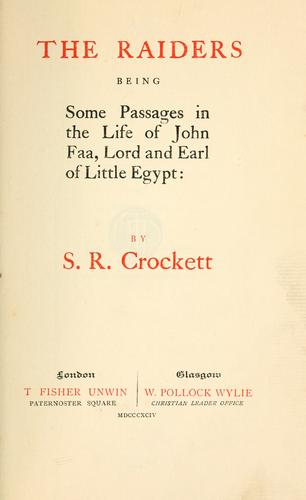 THE RAIDERS
BEING
Some Passages in
the Life of John
Faa, Lord and Earl
of Little Egypt:
BY
S. R. Crockett
London
T FISHER UNWIN
PATERNOSTER SQUARE
Glasgow
W. POLLOCK WYLIE
CHRISTIAN LEADER OFFICE
MDCCCXCIV